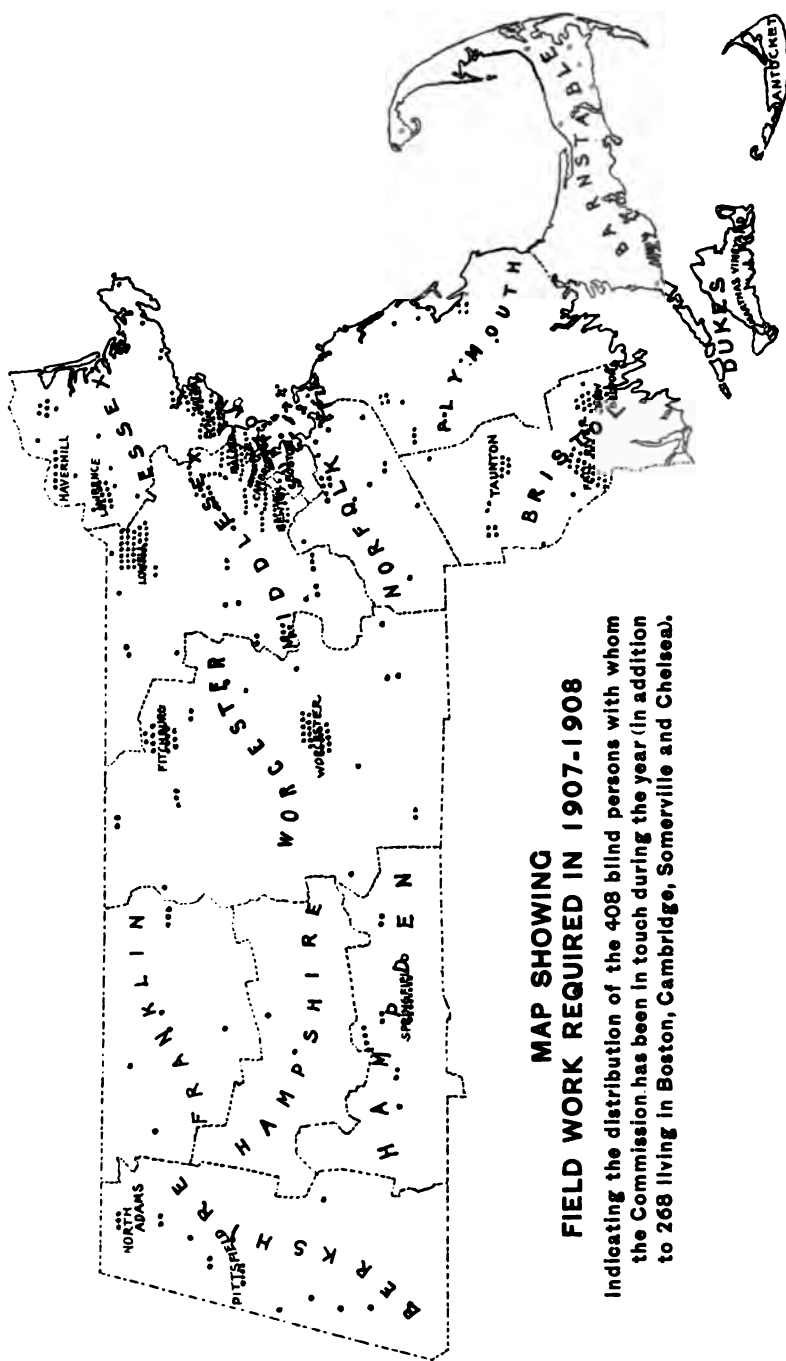 MAP SHOWING
FIELD WORK REQUIRED IN 1907-1908
Indicating the distribution of the 408 blind persons with whom
the Commission has been in touch during the year (in addition
to 268 living in Boston, Cambridge, Somerville and Chelsea).
BERKSHIRE
NORTH
ADAMS
PITTSFIELD
FRANKLIN
HAMPSHIRE
HAMPDEN
SPRINGFIELD
WORCESTER
FITCHBURG
WORCESTER
MIDDLESEX
LOWELL
ESSEX
HAVERHILL
LAWRENCE
NORFOLK
BRISTOL
TAUNTON
PLYMOUTH
BARNSTABLE
DUKES
MARTHAS VINEYARD
NANTUCKET